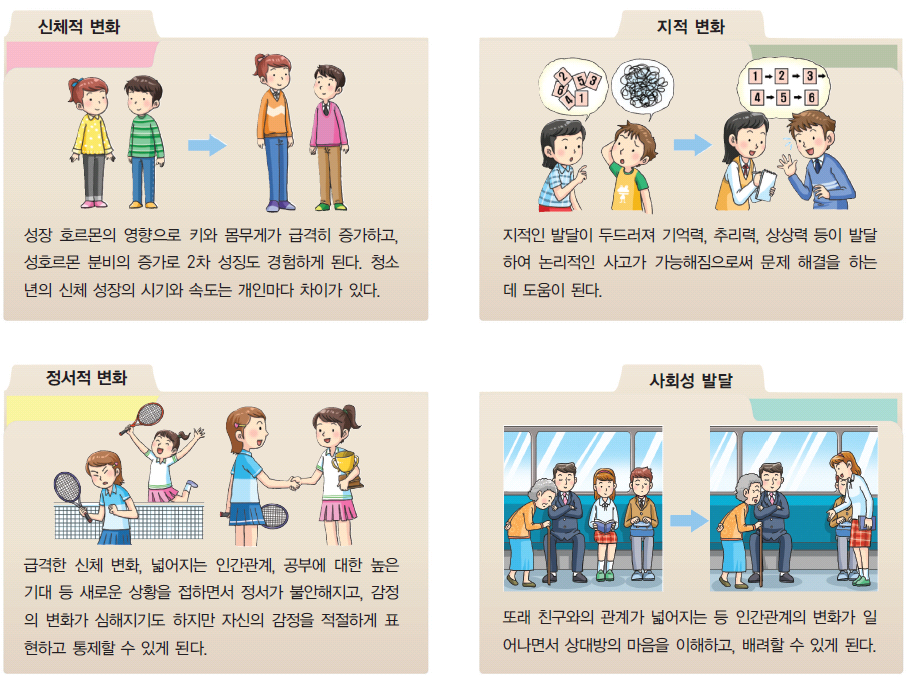 신체적 변화
성장 호르몬의 영향으로 키와 몸무게가 급격히 증가하고,
성호르몬 분비의 증가로 2차 성징도 경험하게 된다. 청소
년의 신체 성장의 시기와 속도는 개인마다 차이가 있다.
지적 변화
2 5 3
6 4 1
1 → 2 → 3 →
4 → 5 → 6
지적인 발달이 두드러져 기억력, 추리력, 상상력 등이 발달
하여 논리적인 사고가 가능해짐으로써 문제 해결을 하는
데 도움이 된다.
정서적 변화
급격한 신체 변화, 넓어지는 인간관계, 공부에 대한 높은
기대 등 새로운 상황을 접하면서 정서가 불안해지고, 감정
의 변화가 심해지기도 하지만 자신의 감정을 적절하게 표
현하고 통제할 수 있게 된다.
사회성 발달
또래 친구와의 관계가 넓어지는 등 인간관계의 변화가 일
어나면서 상대방의 마음을 이해하고, 배려할 수 있게 된다.